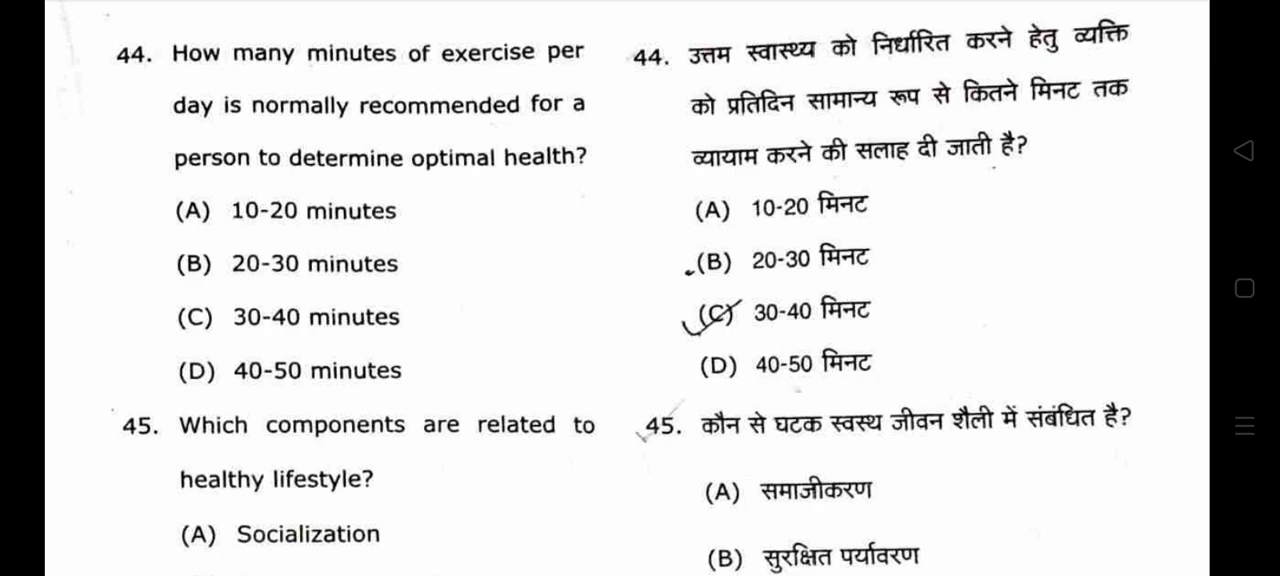 44. How many minutes of exercise per
day is normally recommended for a
person to determine optimal health?
(A) 10-20 minutes
(B) 20-30 minutes
(C) 30-40 minutes
(D) 40-50 minutes
45. Which components are related to
healthy lifestyle?
(A) Socialization
44. उत्तम स्वास्थ्य को निर्धारित करने हेतु व्यक्ति
को प्रतिदिन सामान्य रूप से कितने मिनट तक
व्यायाम करने की सलाह दी जाती है?
(A) 10-20 मिनट
(B) 20-30 मिनट
(C) 30-40 मिनट
(D) 40-50 मिनट
45. कौन से घटक स्वस्थ जीवन शैली में संबंधित है?
(A) समाजीकरण
(B) सुरक्षित पर्यावरण